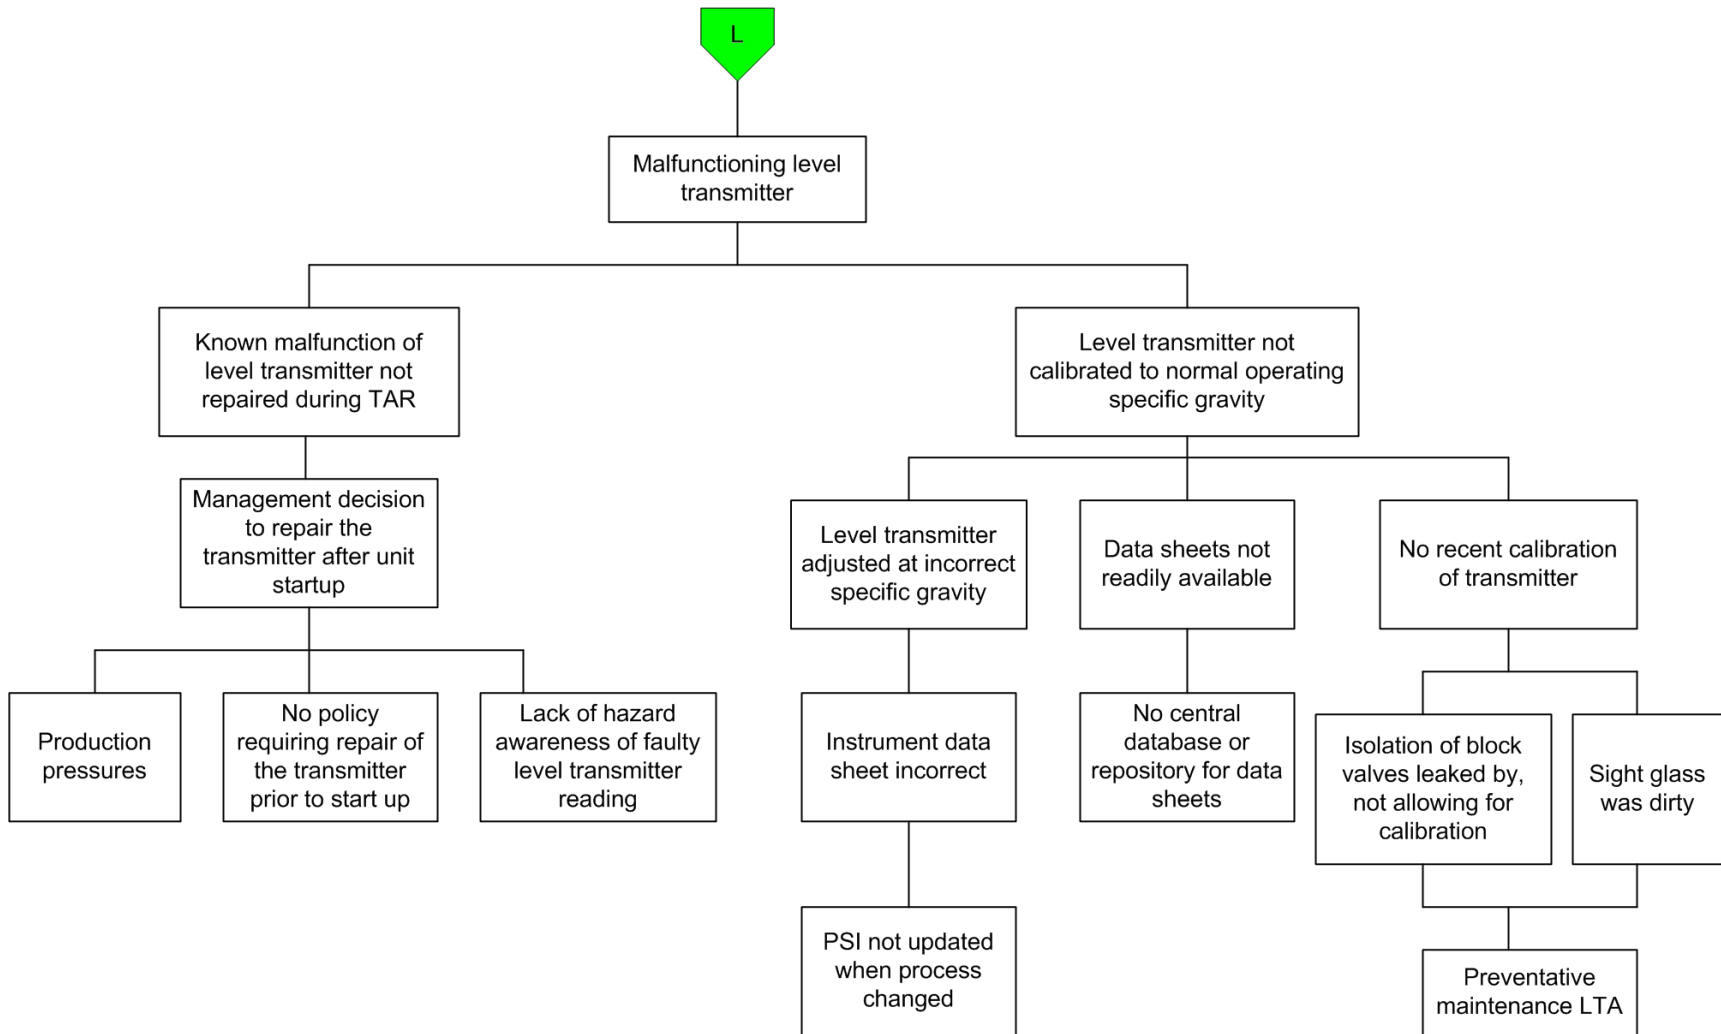 L
Malfunctioning level
transmitter
Known malfunction of
level transmitter not
repaired during TAR
Level transmitter not
calibrated to normal operating
specific gravity
Management decision
to repair the
transmitter after unit
startup
Level transmitter
adjusted at incorrect
specific gravity
Data sheets not
readily available
No recent calibration
of transmitter
Production
pressures
No policy
requiring repair of
the transmitter
prior to start up
Lack of hazard
awareness of faulty
level transmitter
reading
Instrument data
sheet incorrect
No central
database or
repository for data
sheets
Isolation of block
valves leaked by,
not allowing for
calibration
Sight glass
was dirty
PSI not updated
when process
changed
Preventative
maintenance LTA